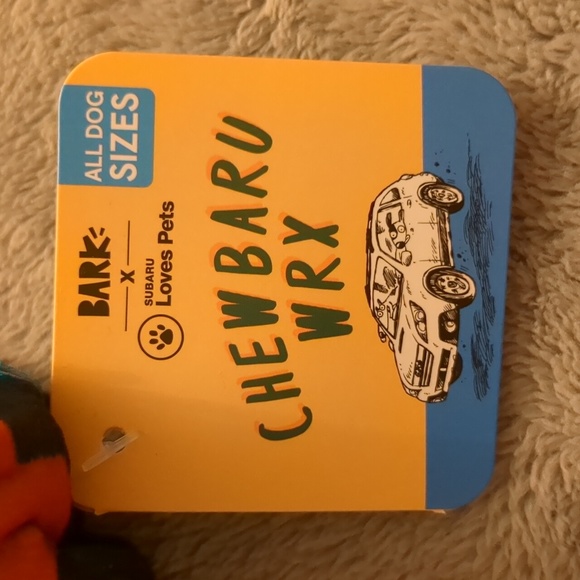 ALL DOG
SIZES
BARK
X
SUBARU
Loves Pets
CHEWBARU
WRX